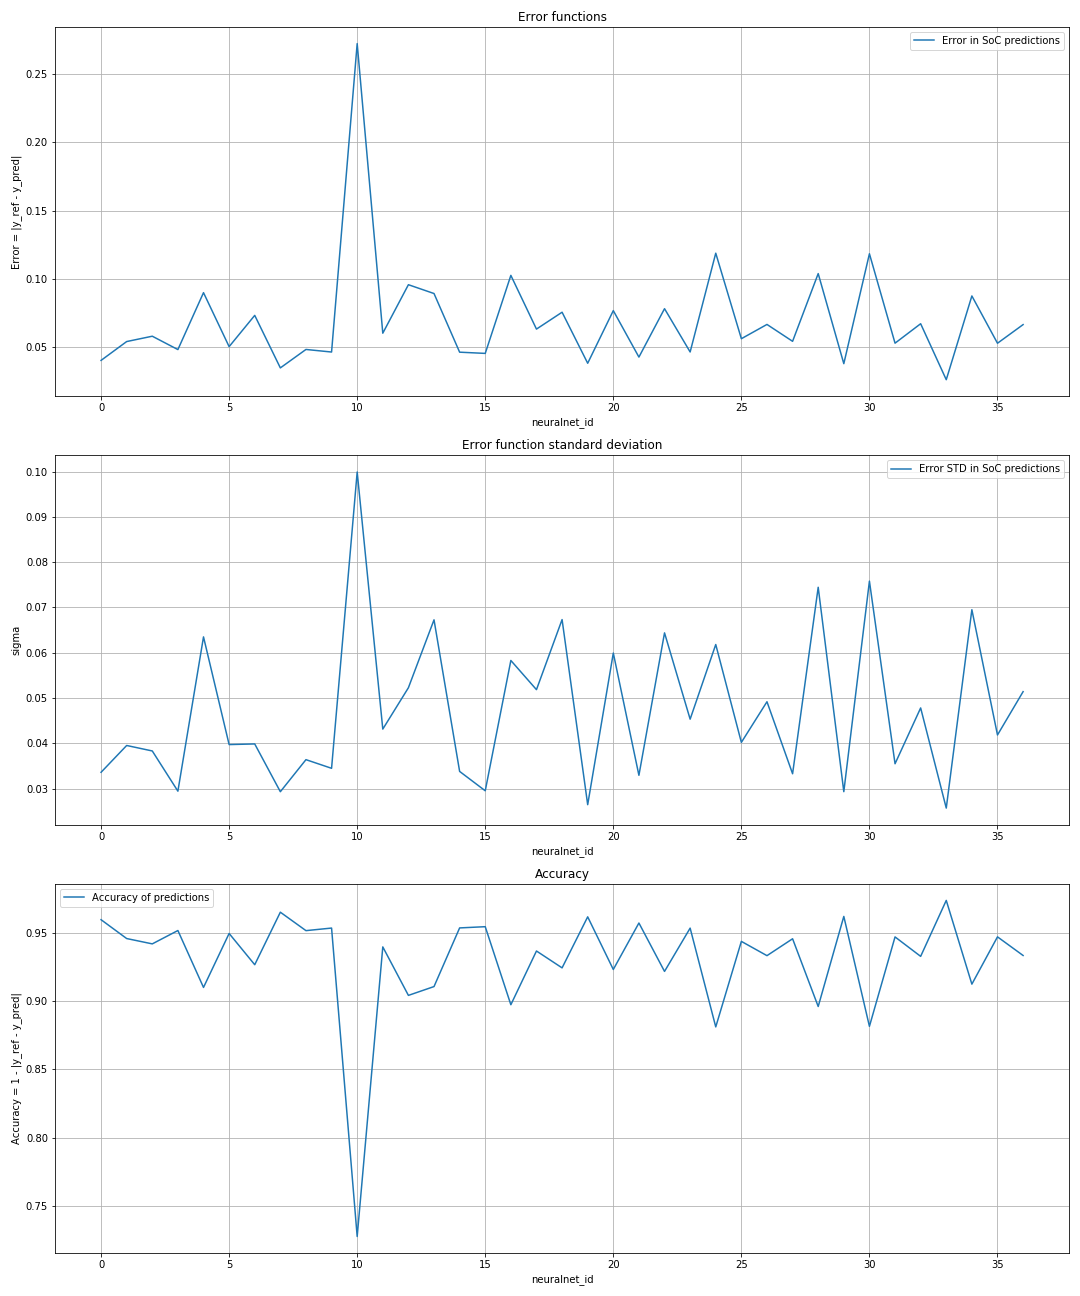 Error functions
Error in SoC predictions
Error = |y_ref - y_pred|
0.25
0.20
0.15
0.10
0.05
0 5 10 15 20 25 30 35
neuralnet_id
Error function standard deviation
Error STD in SoC predictions
sigma
0.10
0.09
0.08
0.07
0.06
0.05
0.04
0.03
0 5 10 15 20 25 30 35
neuralnet_id
Accuracy
Accuracy of predictions
Accuracy = 1 - |y_ref - y_pred|
0.95
0.90
0.85
0.80
0.75
0 5 10 15 20 25 30 35
neuralnet_id